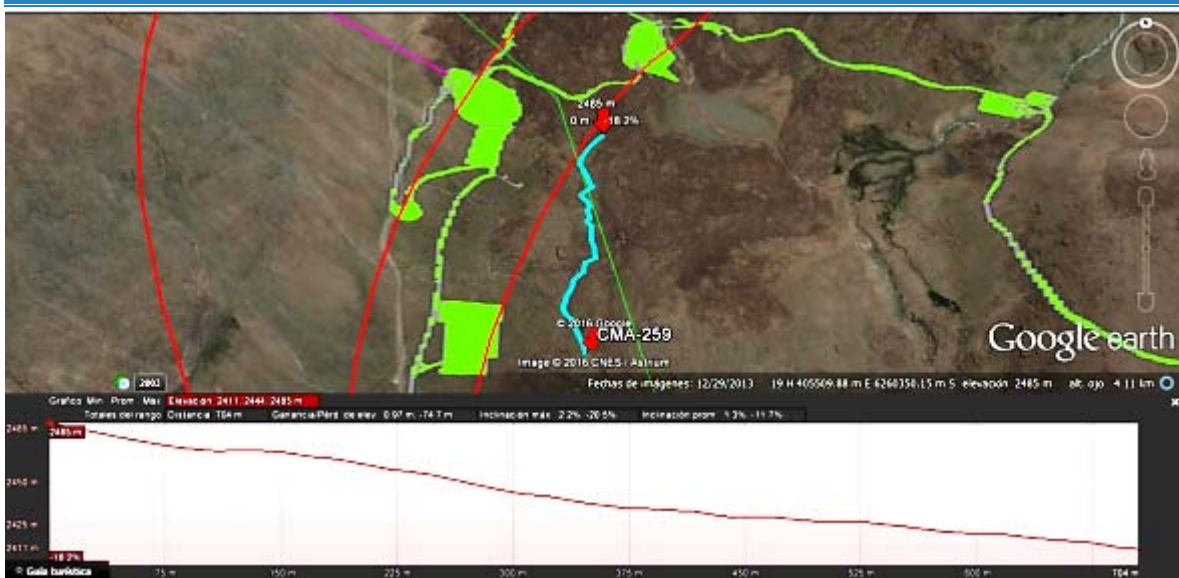 2485 m
0 m -18.2%
© 2016 Google
CMA-259
Image © 2016 CNES / Astrium
Google earth
2003
Fechas de imágenes: 12/29/2013 19 H 405509.88 m E 6260350.15 m S elevación 2485 m alt. ojo 4.11 km
Gráfico Mín Prom Máx Elevación 2411, 2444, 2485 m
Totales del rango Distancia 704 m Ganancia/Pérd. de elev 0.97 m, -74.7 m Inclinación máx 2.2%, -20.5% Inclinación prom 1.3%, -11.7%
2485 m
2485 m
2450 m
2425 m
2411 m
-18.2%
Guía turística
75 m 150 m 225 m 300 m 375 m 450 m 525 m 600 m 704 m